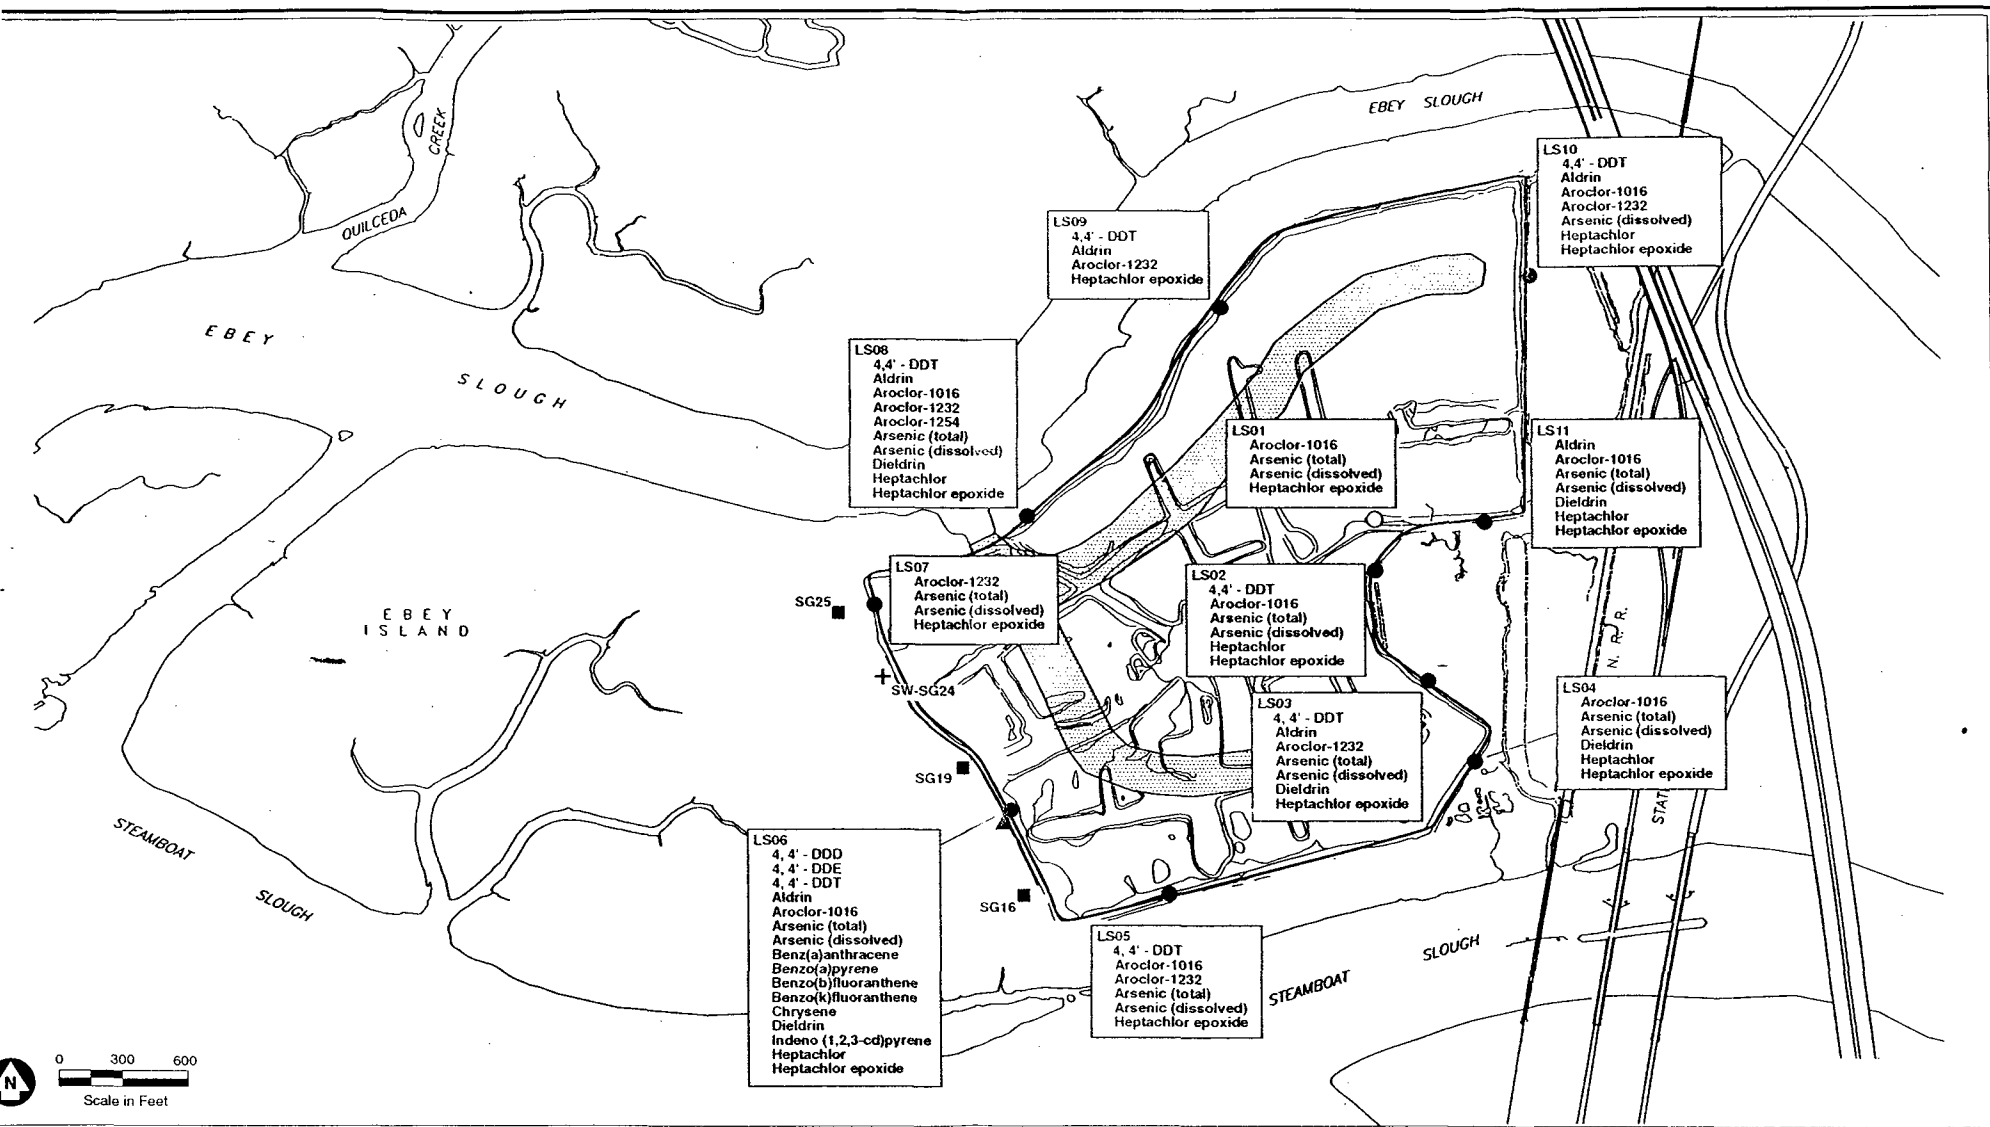 QUILCEDA
CREEK
EBEY SLOUGH
LS10
4,4' - DDT
Aldrin
Aroclor-1016
Aroclor-1232
Arsenic (dissolved)
Heptachlor
Heptachlor epoxide
LS09
4,4' - DDT
Aldrin
Aroclor-1232
Heptachlor epoxide
EBEY
SLOUGH
LS08
4,4' - DDT
Aldrin
Aroclor-1016
Aroclor-1232
Aroclor-1254
Arsenic (total)
Arsenic (dissolved)
Dieldrin
Heptachlor
Heptachlor epoxide
LS01
Aroclor-1016
Arsenic (total)
Arsenic (dissolved)
Heptachlor epoxide
LS11
Aldrin
Aroclor-1016
Arsenic (total)
Arsenic (dissolved)
Dieldrin
Heptachlor
Heptachlor epoxide
LS07
Aroclor-1232
Arsenic (total)
Arsenic (dissolved)
Heptachlor epoxide
LS02
4,4' - DDT
Aroclor-1016
Arsenic (total)
Arsenic (dissolved)
Heptachlor
Heptachlor epoxide
SG25
EBEY
ISLAND
N. R. R.
SW-SG24
LS03
4, 4' - DDT
Aldrin
Aroclor-1232
Arsenic (total)
Arsenic (dissolved)
Dieldrin
Heptachlor epoxide
LS04
Aroclor-1016
Arsenic (total)
Arsenic (dissolved)
Dieldrin
Heptachlor
Heptachlor epoxide
SG19
STAT
STEAMBOAT
SLOUGH
LS06
4, 4' - DDD
4, 4' - DDE
4, 4' - DDT
Aldrin
Aroclor-1016
Arsenic (total)
Arsenic (dissolved)
Benz(a)anthracene
Benzo(a)pyrene
Benzo(b)fluoranthene
Benzo(k)fluoranthene
Chrysene
Dieldrin
Indeno (1,2,3-cd)pyrene
Heptachlor
Heptachlor epoxide
SG16
LS05
4, 4' - DDT
Aroclor-1016
Aroclor-1232
Arsenic (total)
Arsenic (dissolved)
Heptachlor epoxide
STEAMBOAT
SLOUGH
N
0 300 600
Scale in Feet